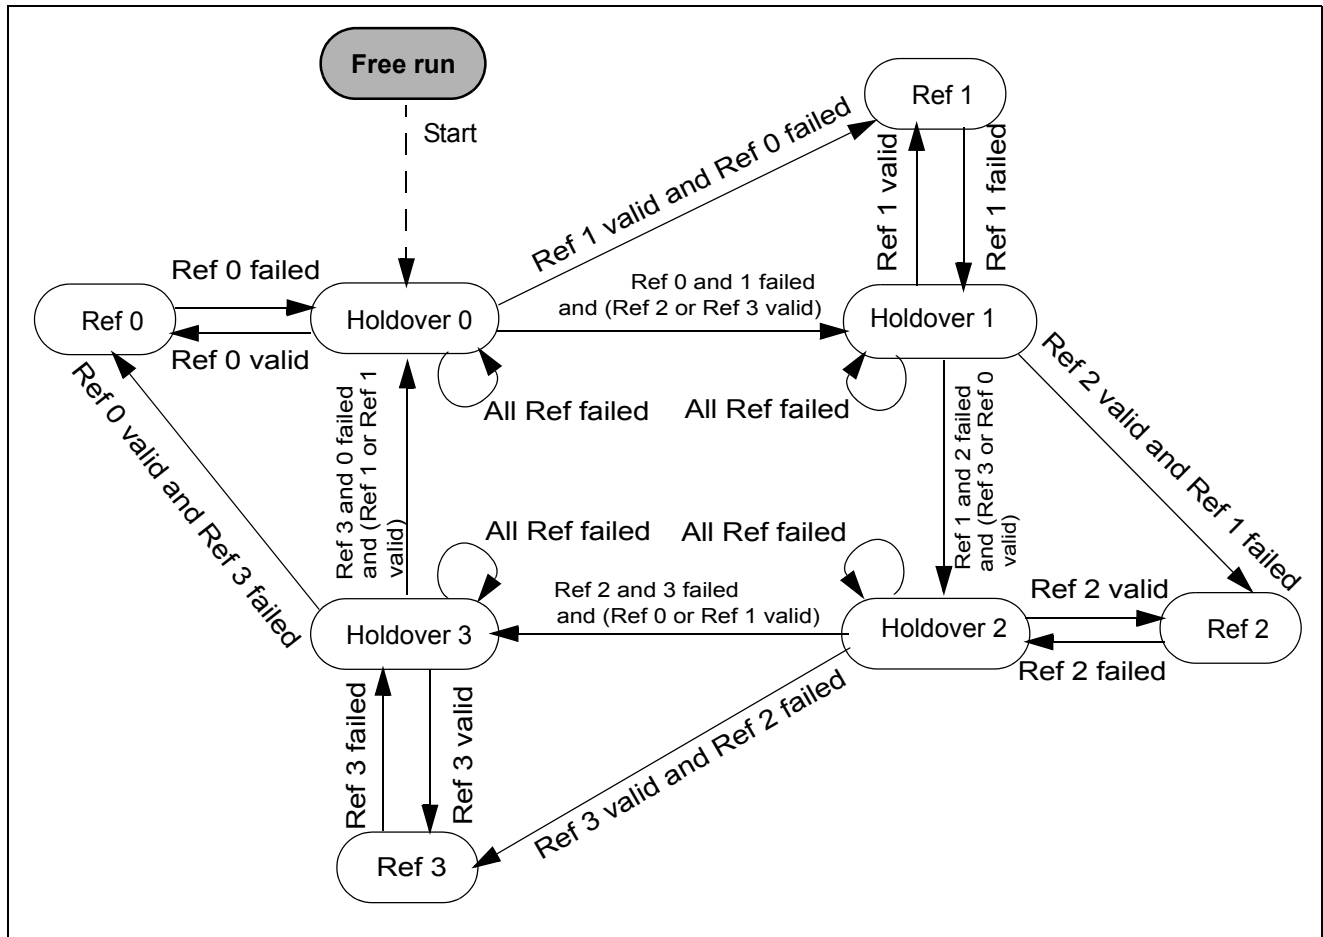 Free run
Start
Ref 1
Ref 1 valid and Ref 0 failed
Ref 1 valid
Ref 1 failed
Ref 0 failed
Ref 0
Ref 0 valid
Holdover 0
Ref 0 and 1 failed
and (Ref 2 or Ref 3 valid)
Holdover 1
All Ref failed
All Ref failed
Ref 2 valid and Ref 1 failed
Ref 0 valid and Ref 3 failed
Ref 3 and 0 failed
and (Ref 1 or Ref 1
valid)
Ref 1 and 2 failed
and (Ref 3 or Ref 0
valid)
All Ref failed
All Ref failed
Ref 2 and 3 failed
and (Ref 0 or Ref 1 valid)
Holdover 3
Holdover 2
Ref 2 valid
Ref 2
Ref 2 failed
Ref 3 failed
Ref 3 valid
Ref 3 valid and Ref 2 failed
Ref 3